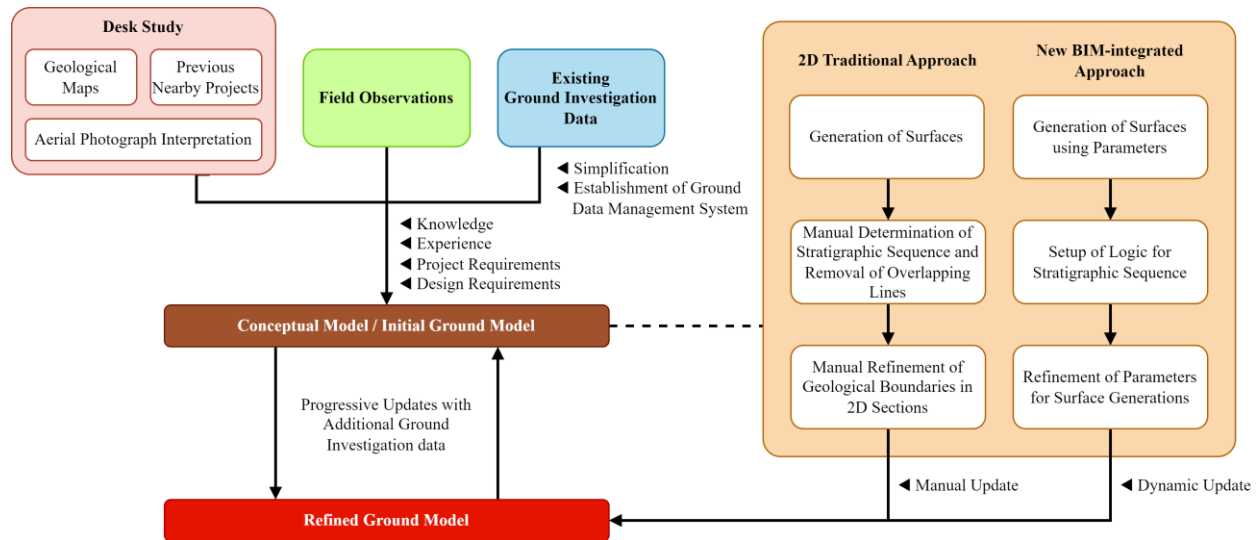 Desk Study
Geological
Maps
Previous
Nearby Projects
Aerial Photograph Interpretation
Field Observations
Existing
Ground Investigation
Data
◀ Simplification
◀ Establishment of Ground
Data Management System
◀ Knowledge
◀ Experience
◀ Project Requirements
◀ Design Requirements
Conceptual Model / Initial Ground Model
Progressive Updates with
Additional Ground
Investigation data
Refined Ground Model
2D Traditional Approach
Generation of Surfaces
Manual Determination of
Stratigraphic Sequence and
Removal of Overlapping
Lines
Manual Refinement of
Geological Boundaries in
2D Sections
◀ Manual Update
New BIM-integrated
Approach
Generation of Surfaces
using Parameters
Setup of Logic for
Stratigraphic Sequence
Refinement of Parameters
for Surface Generations
◀ Dynamic Update